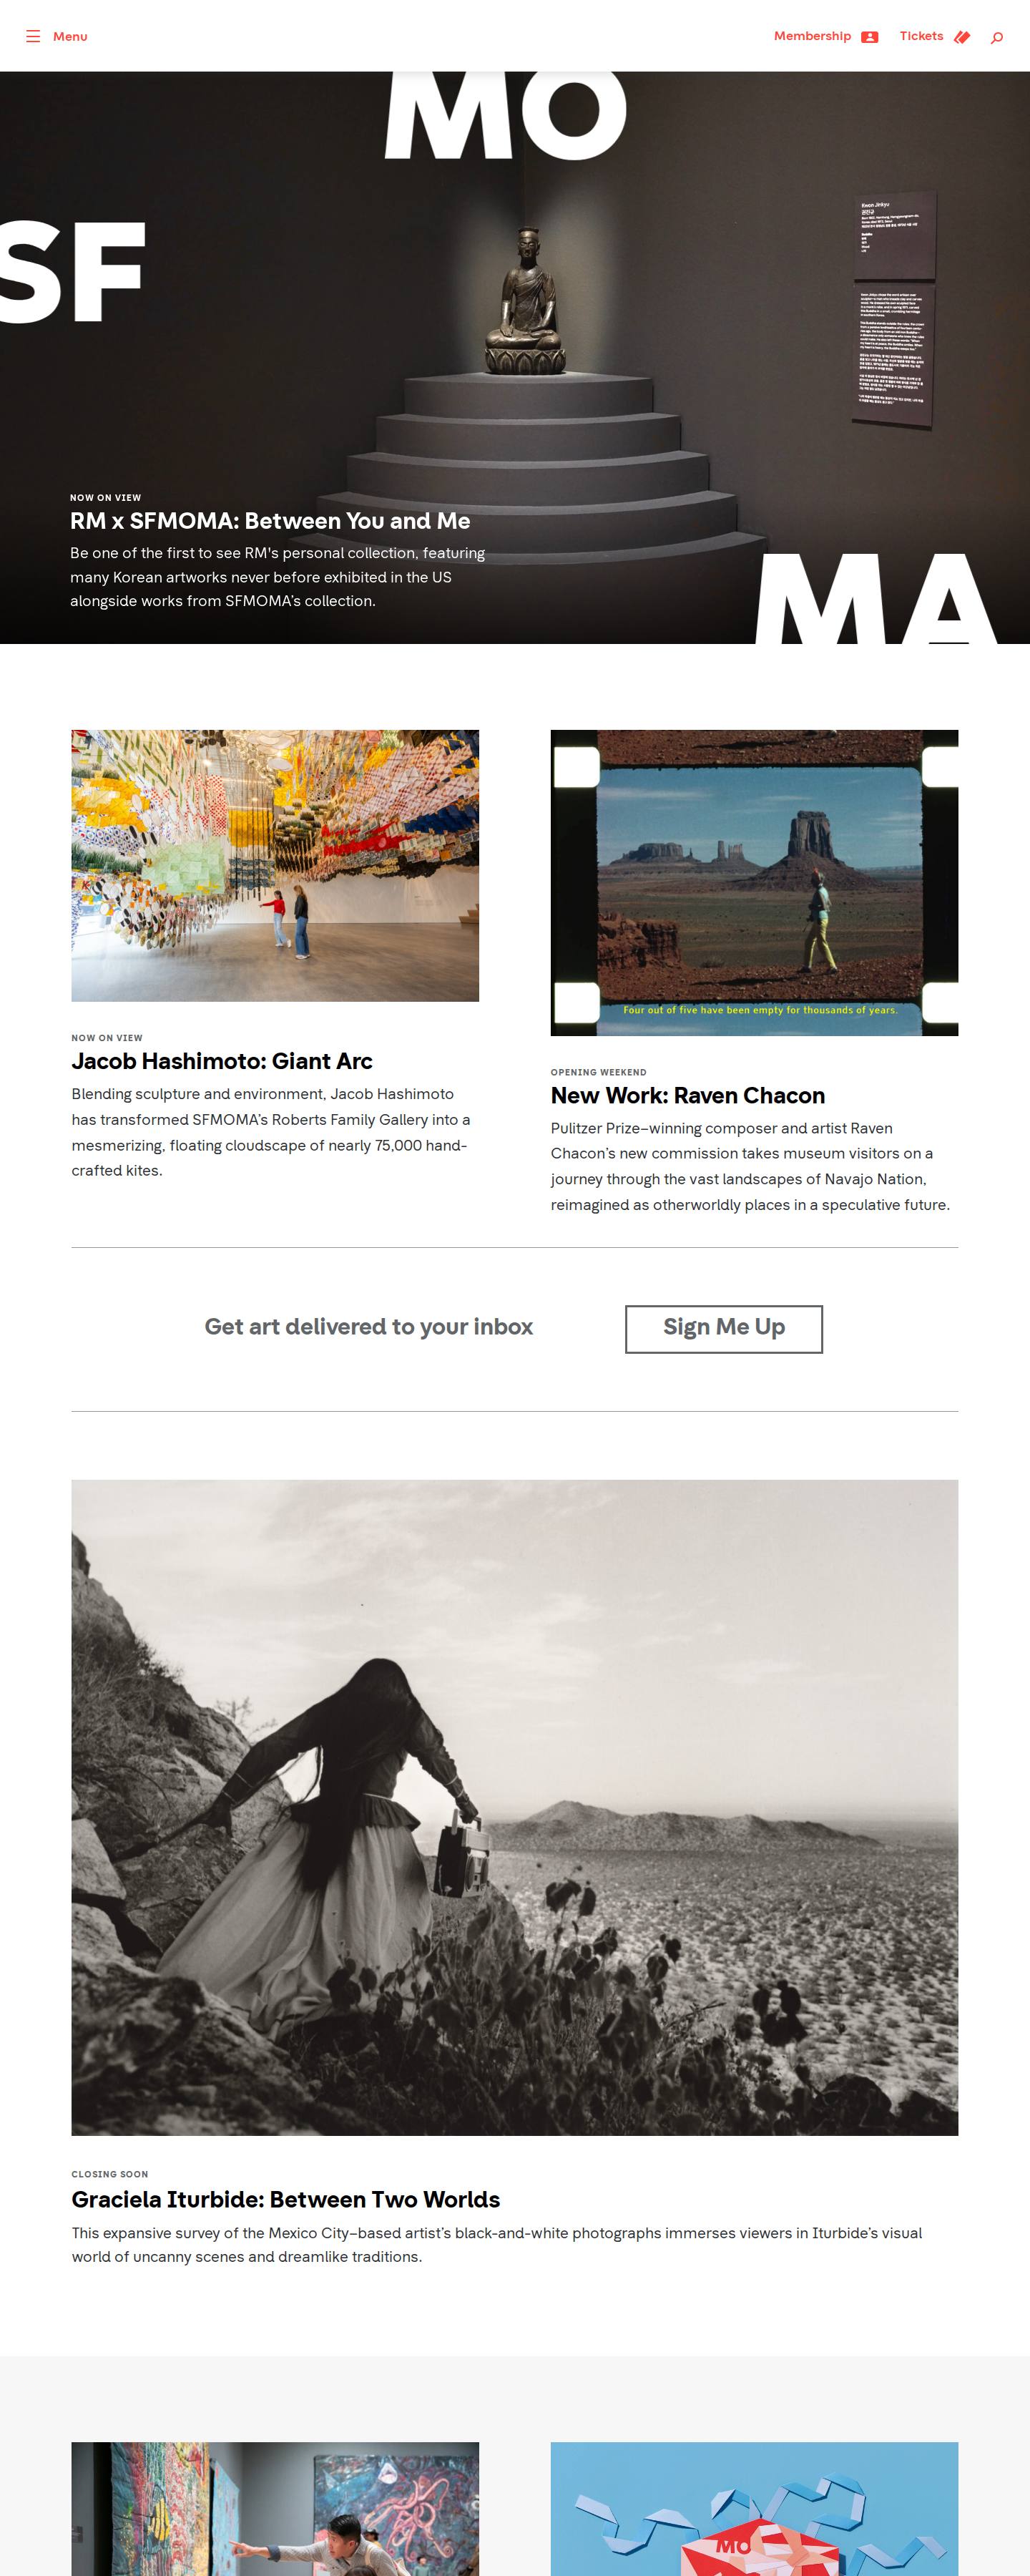 Menu
Membership
Tickets
MO
SF
Kwon Jinkyu
권진규
NOW ON VIEW
RM x SFMOMA: Between You and Me
Be one of the first to see RM's personal collection, featuring
many Korean artworks never before exhibited in the US
alongside works from SFMOMA’s collection.
MA
Four out of five have been empty for thousands of years.
NOW ON VIEW
Jacob Hashimoto: Giant Arc
Blending sculpture and environment, Jacob Hashimoto
has transformed SFMOMA’s Roberts Family Gallery into a
mesmerizing, floating cloudscape of nearly 75,000 hand-
crafted kites.
OPENING WEEKEND
New Work: Raven Chacon
Pulitzer Prize–winning composer and artist Raven
Chacon’s new commission takes museum visitors on a
journey through the vast landscapes of Navajo Nation,
reimagined as otherworldly places in a speculative future.
Get art delivered to your inbox
Sign Me Up
CLOSING SOON
Graciela Iturbide: Between Two Worlds
This expansive survey of the Mexico City–based artist’s black-and-white photographs immerses viewers in Iturbide’s visual
world of uncanny scenes and dreamlike traditions.
MO